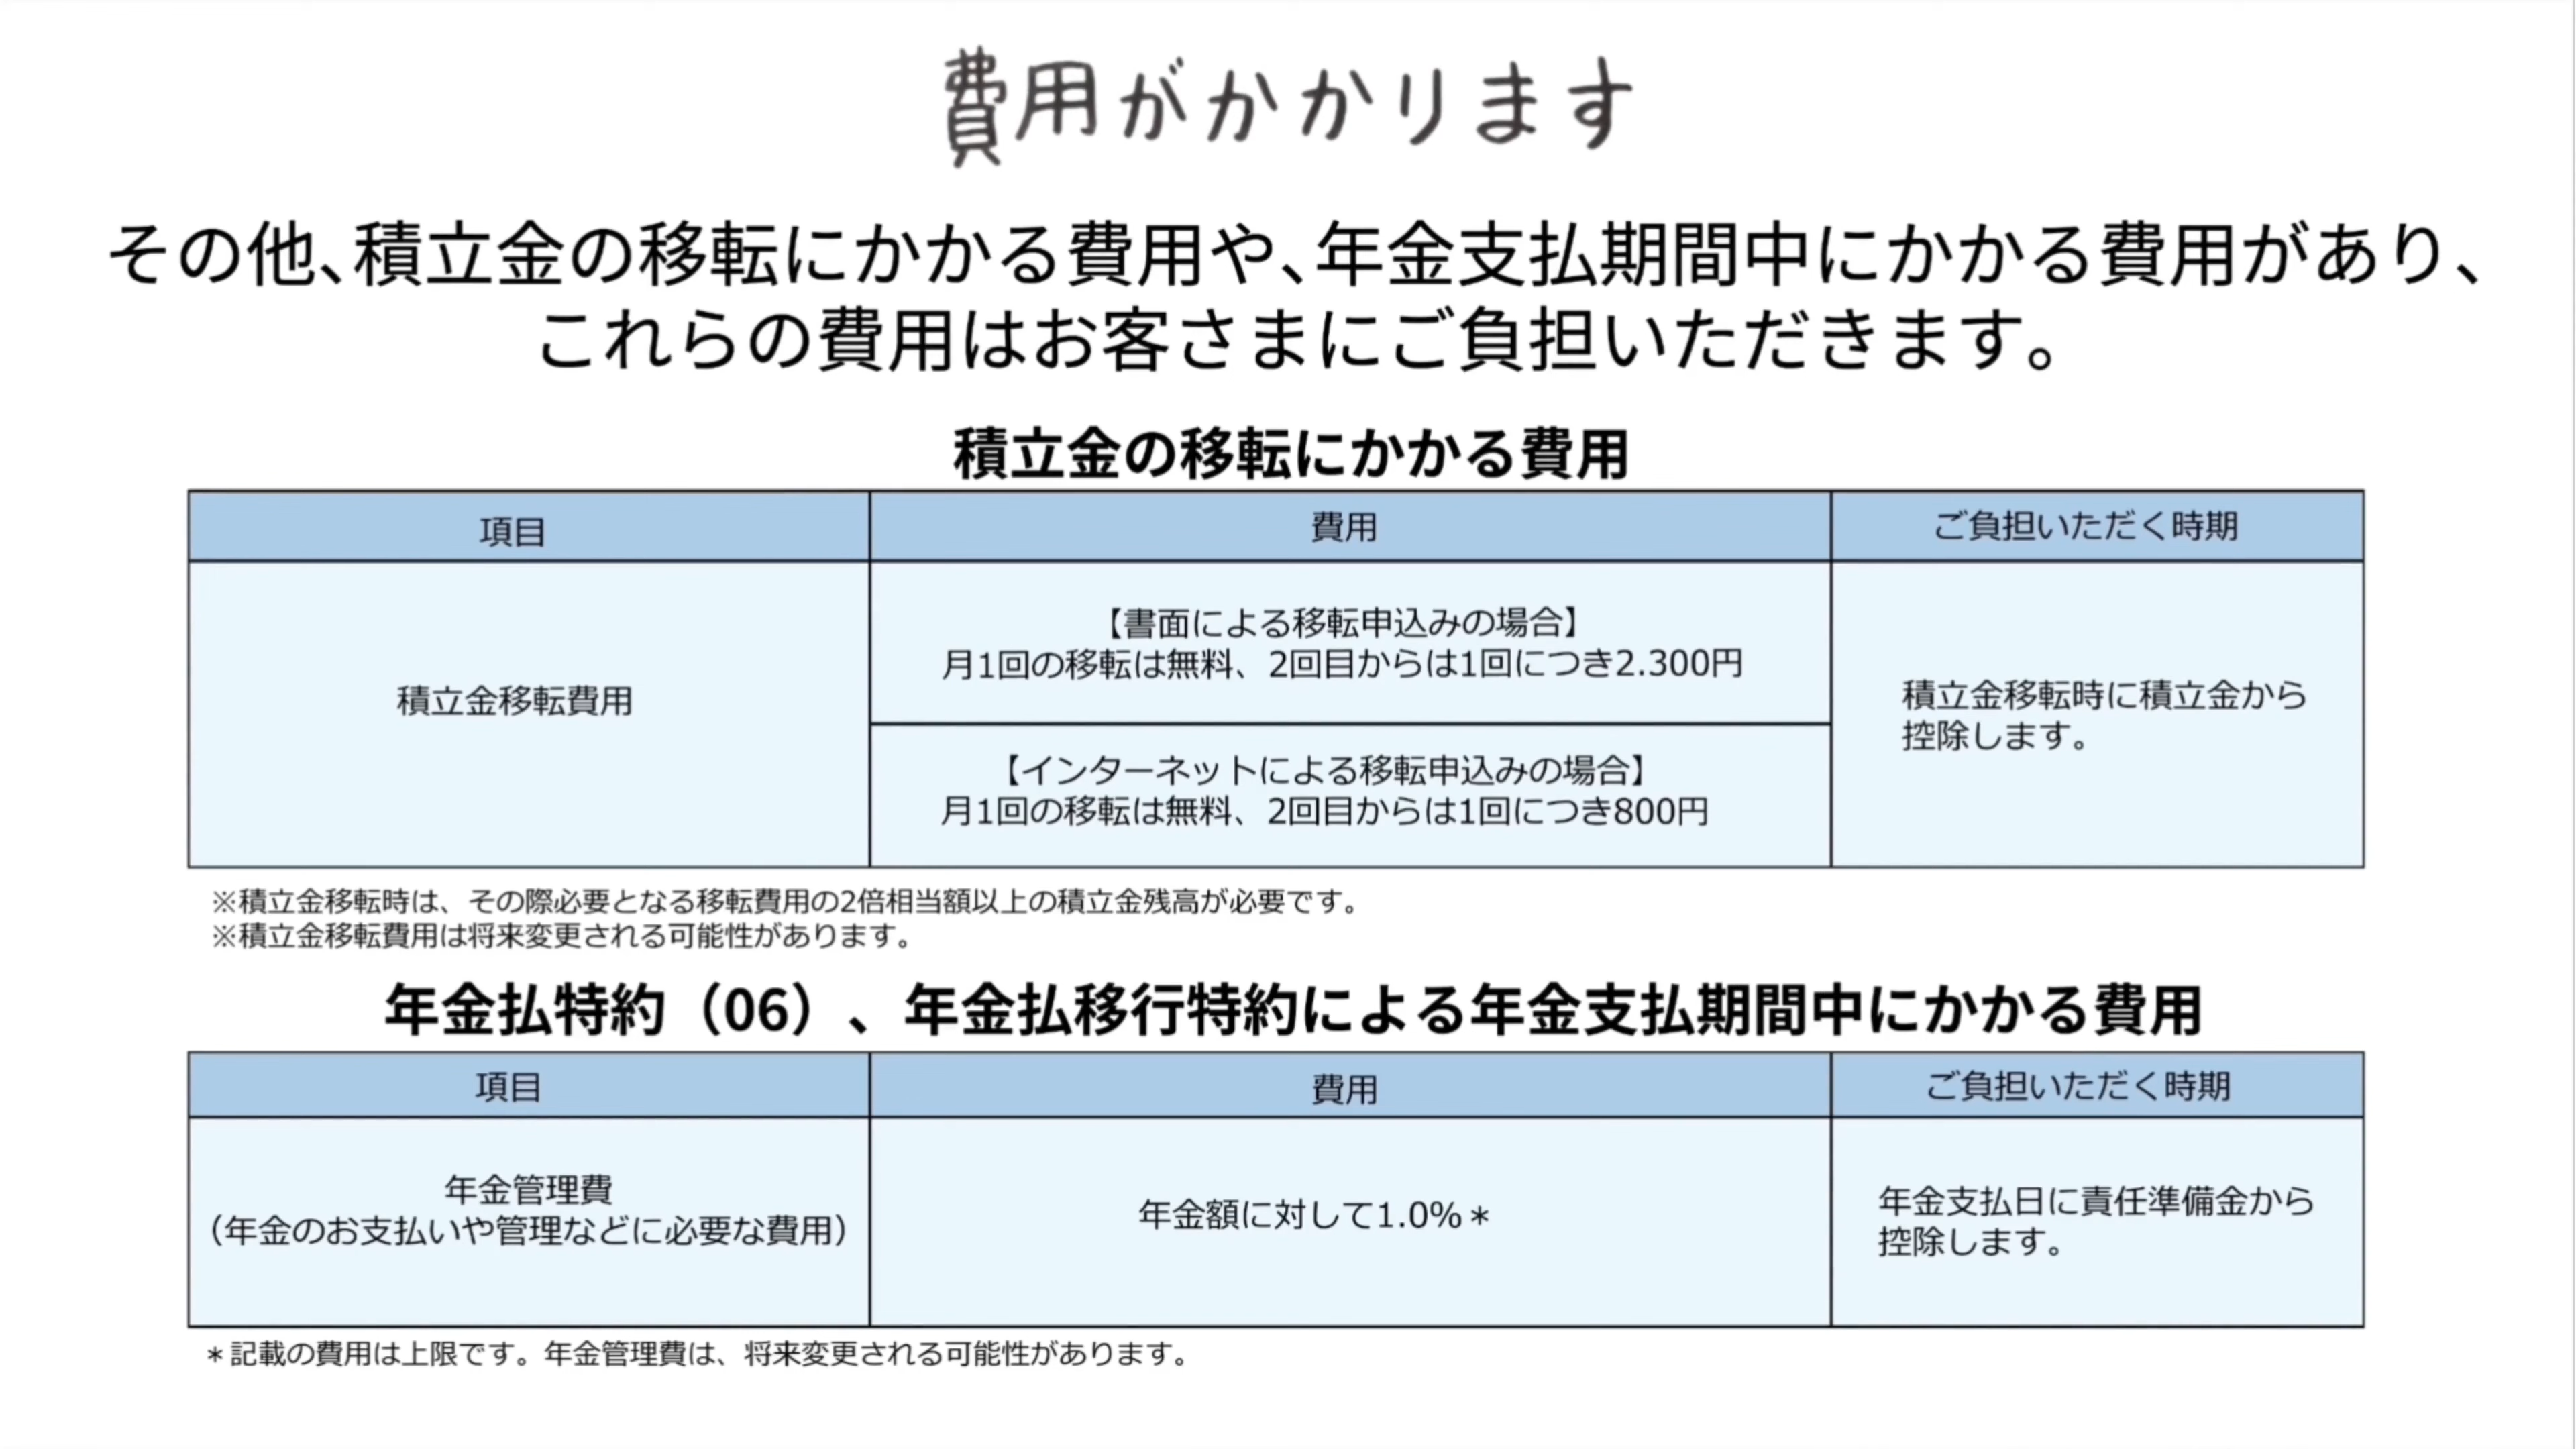 費用がかかります
その他、積立金の移転にかかる費用や、年金支払期間中にかかる費用があり、
これらの費用はお客さまにご負担いただきます。
積立金の移転にかかる費用
項目
費用
ご負担いただく時期
積立金移転費用
【書面による移転申込みの場合】
月1回の移転は無料、2回目からは1回につき2.300円
【インターネットによる移転申込みの場合】
月1回の移転は無料、2回目からは1回につき800円
積立金移転時に積立金から
控除します。
※積立金移転時は、その際必要となる移転費用の2倍相当額以上の積立金残高が必要です。
※積立金移転費用は将来変更される可能性があります。
年金払特約（06）、年金払移行特約による年金支払期間中にかかる費用
項目
費用
ご負担いただく時期
年金管理費
（年金のお支払いや管理などに必要な費用）
年金額に対して1.0%＊
年金支払日に責任準備金から
控除します。
＊記載の費用は上限です。年金管理費は、将来変更される可能性があります。